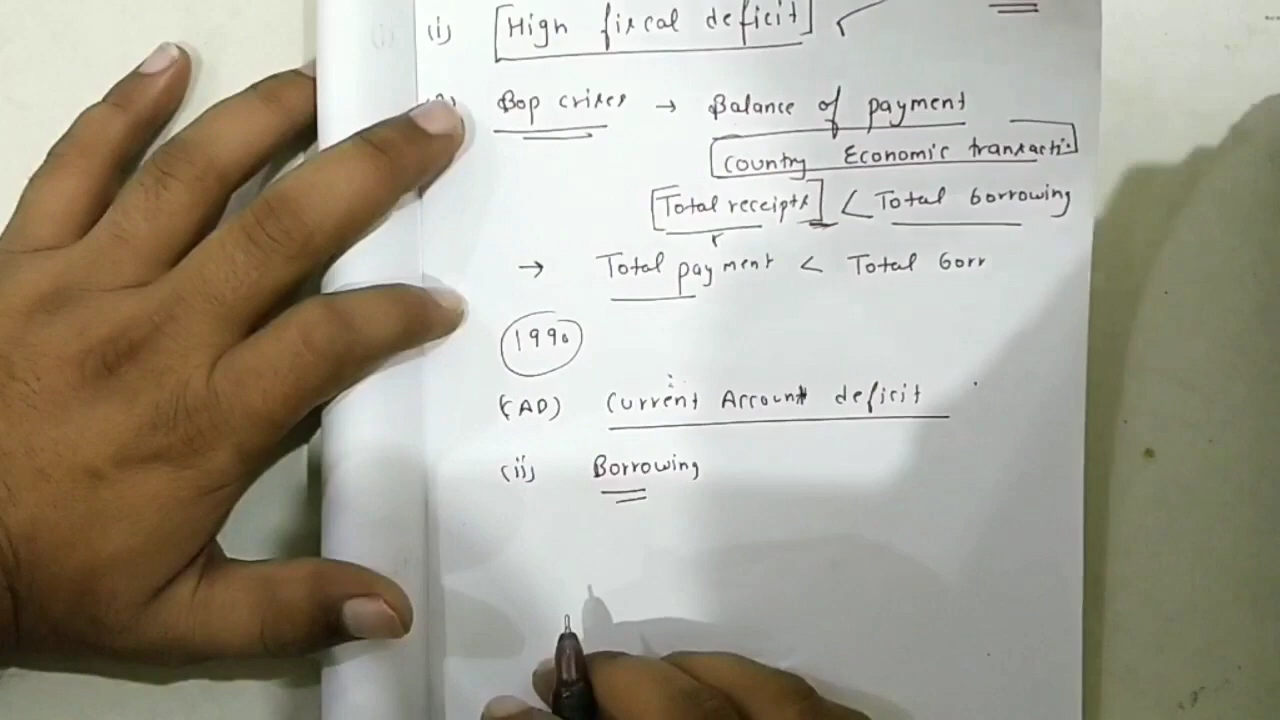 (i) High fiscal deficit
Bop crises → Balance of payment
Country Economic transacti
Total receipts < Total borrowing
→ Total payment < Total borr
1990
(AD) Current Account deficit
(ii) Borrowing